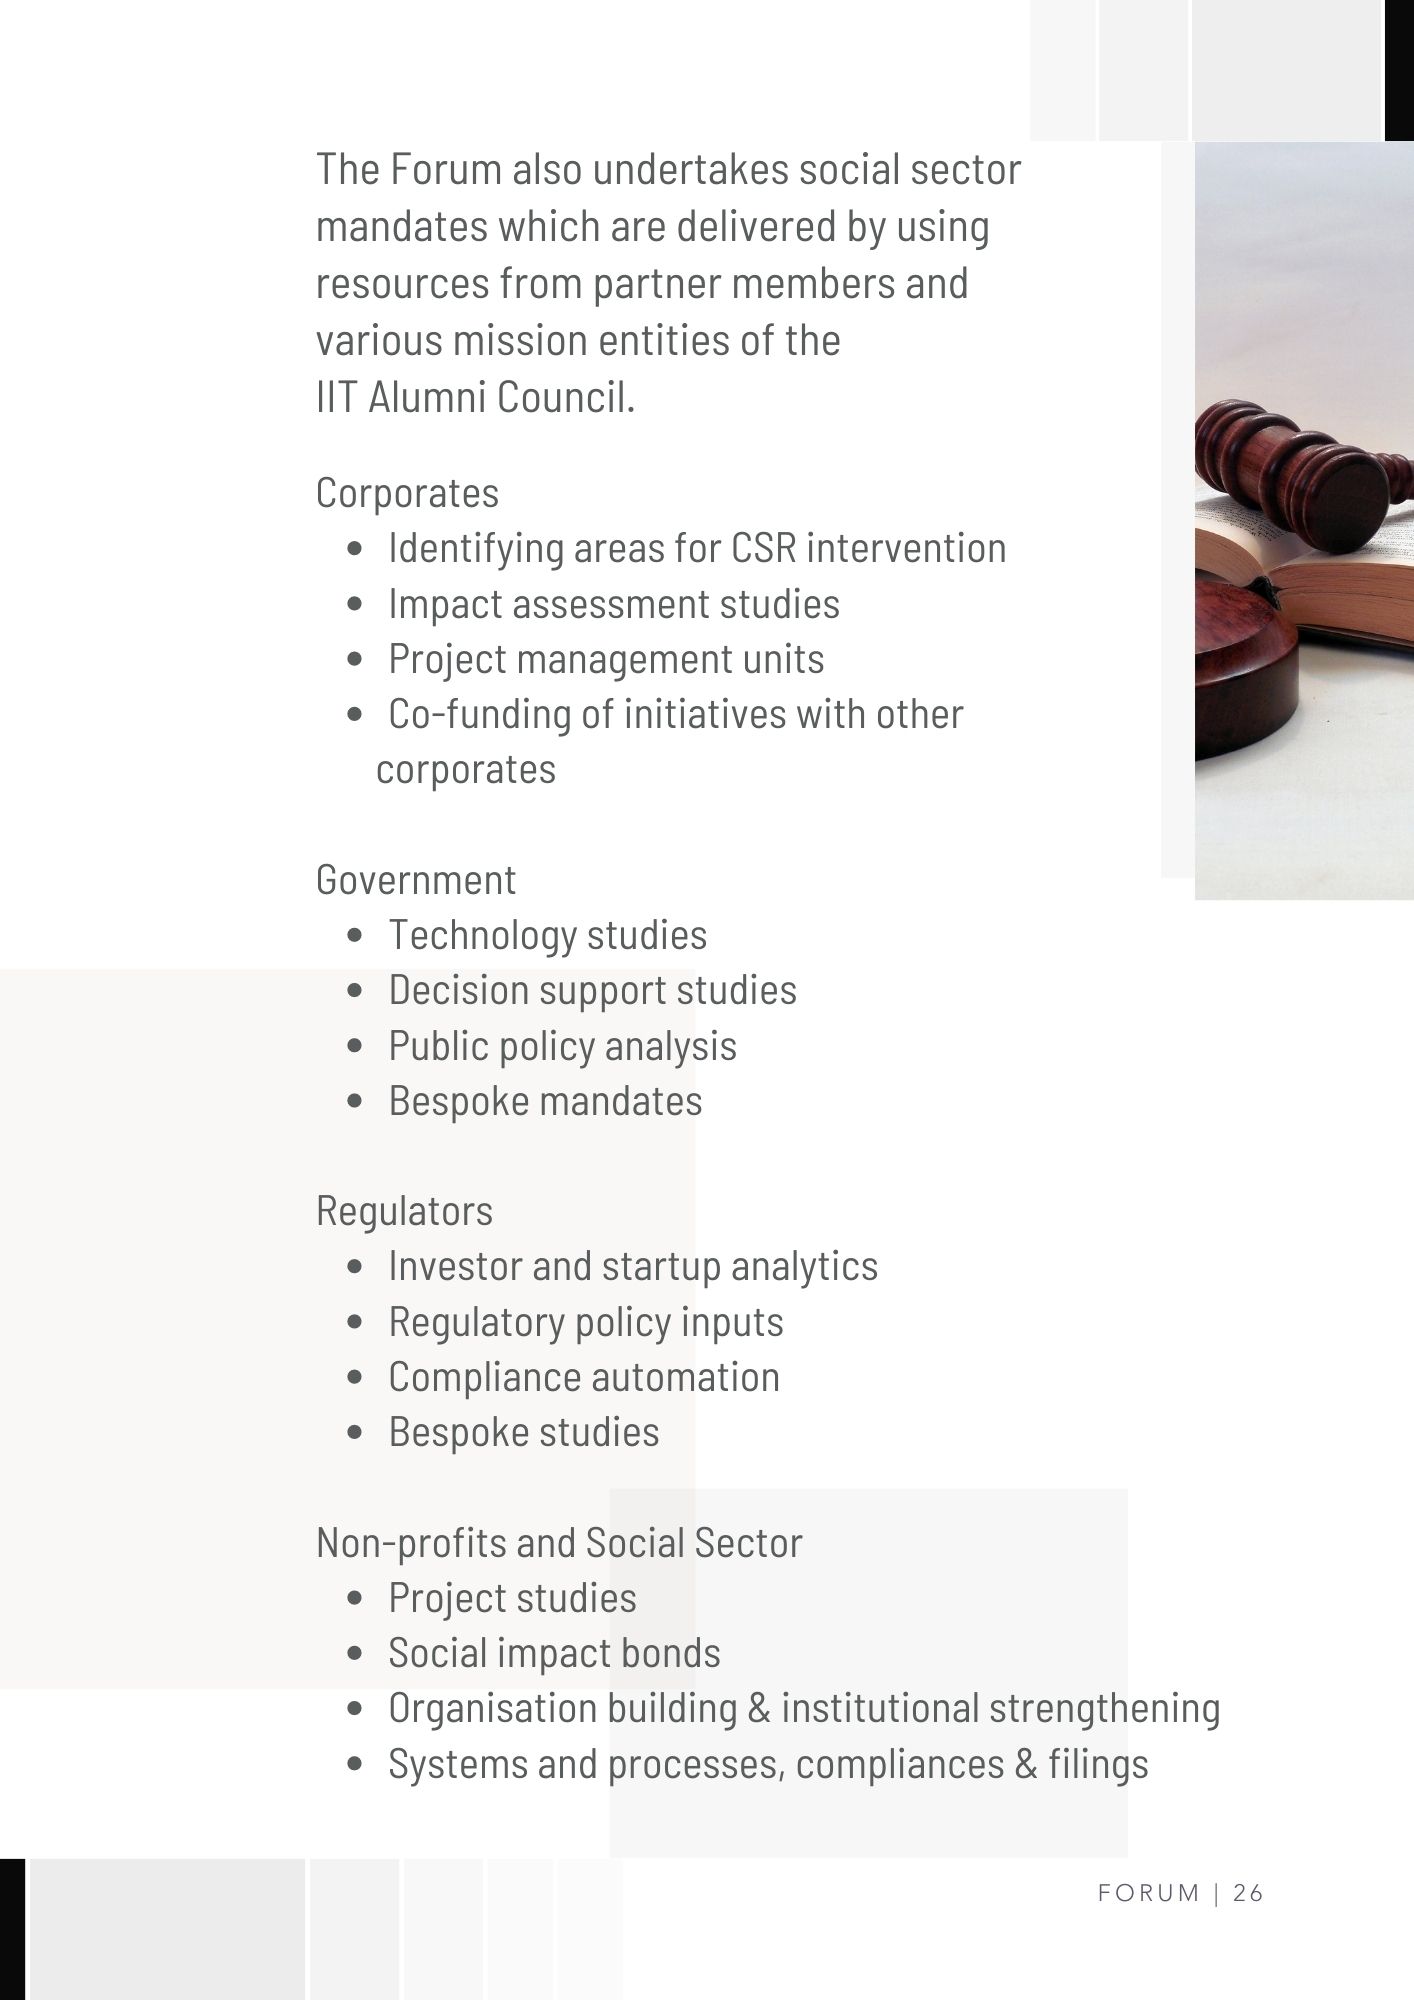 The Forum also undertakes social sector
mandates which are delivered by using
resources from partner members and
various mission entities of the
IIT Alumni Council.
Corporates
• Identifying areas for CSR intervention
• Impact assessment studies
• Project management units
• Co-funding of initiatives with other
corporates
Government
• Technology studies
• Decision support studies
• Public policy analysis
• Bespoke mandates
Regulators
• Investor and startup analytics
• Regulatory policy inputs
• Compliance automation
• Bespoke studies
Non-profits and Social Sector
• Project studies
• Social impact bonds
• Organisation building & institutional strengthening
• Systems and processes, compliances & filings
FORUM | 26